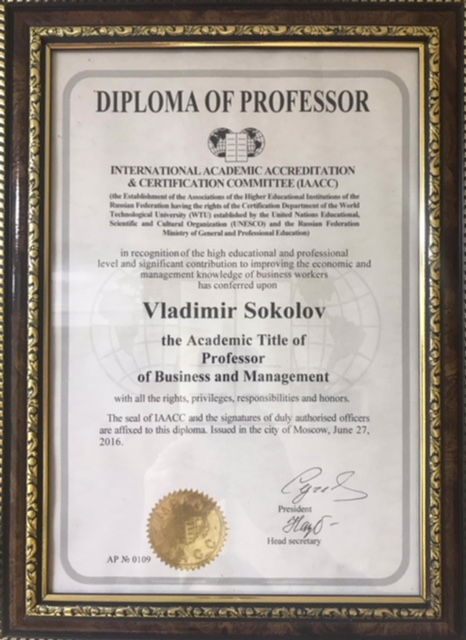 DIPLOMA OF PROFESSOR
INTERNATIONAL ACADEMIC ACCREDITATION
& CERTIFICATION COMMITTEE (IAACC)
(the Establishment of the Associations of the Higher Educational Institutions of the
Russian Federation having the rights of the Certification Department of the World
Technological University (WTU) established by the United Nations Educational,
Scientific and Cultural Organization (UNESCO) and the Russian Federation
Ministry of General and Professional Education)
in recognition of the high educational and professional
level and significant contribution to improving the economic and
management knowledge of business workers
has conferred upon
Vladimir Sokolov
the Academic Title of
Professor
of Business and Management
with all the rights, privileges, responsibilities and honors.
The seal of IAACC and the signatures of duly authorised officers
are affixed to this diploma. Issued in the city of Moscow, June 27,
2016.
President
Head secretary
AP № 0109